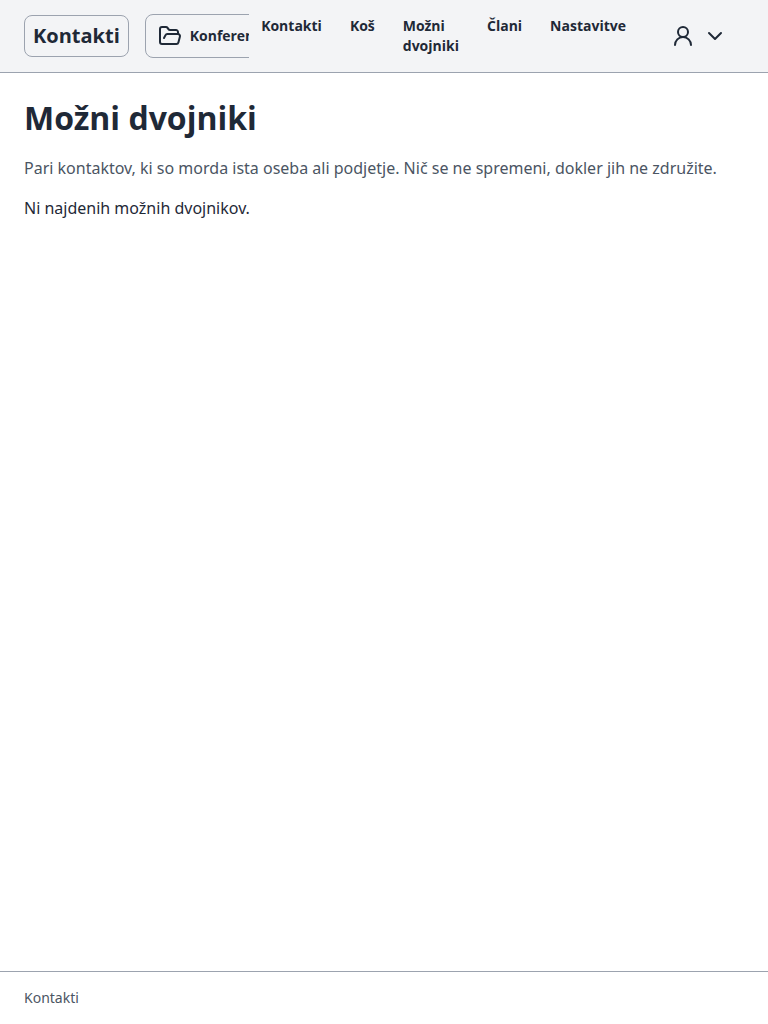 Kontakti
Kontakti Koš Možni dvojniki Člani Nastavitve
Možni dvojniki
Pari kontaktov, ki so morda ista oseba ali podjetje. Nič se ne spremeni, dokler jih ne združite.
Ni najdenih možnih dvojnikov.
Kontakti